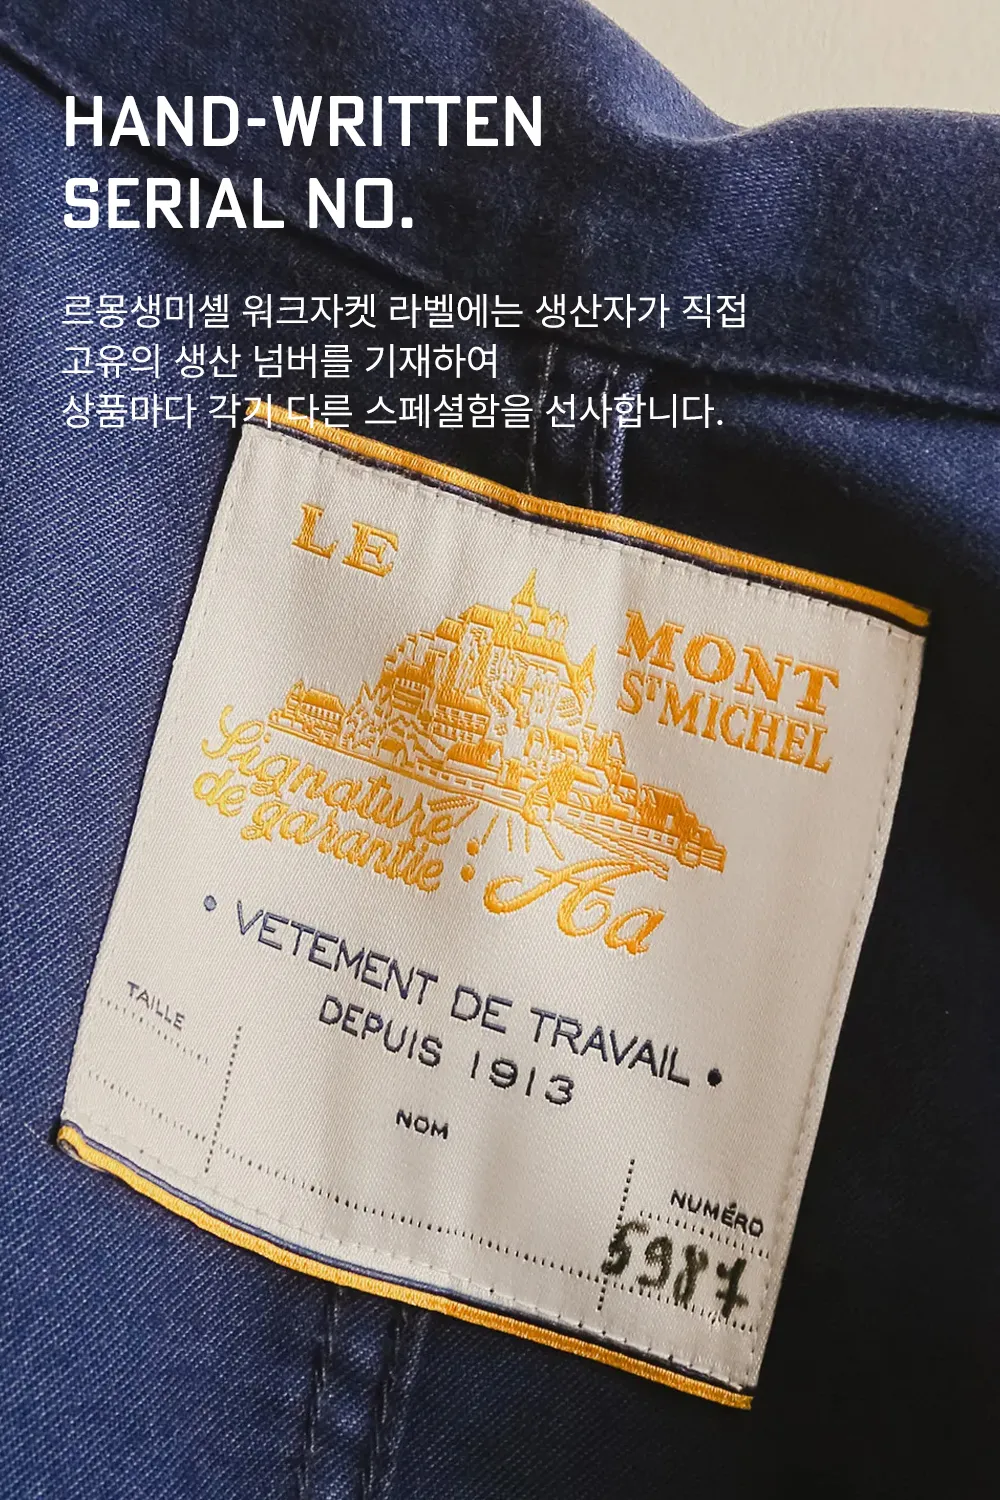 HAND-WRITTEN
SERIAL NO.
르몽생미셸 워크자켓 라벨에는 생산자가 직접
고유의 생산 넘버를 기재하여
상품마다 각기 다른 스페셜함을 선사합니다.
LE
MONT
ST MICHEL
Signature
de garantie :
Aa
• VETEMENT DE TRAVAIL •
DEPUIS 1913
TAILLE
NOM
NUMÉRO
5987